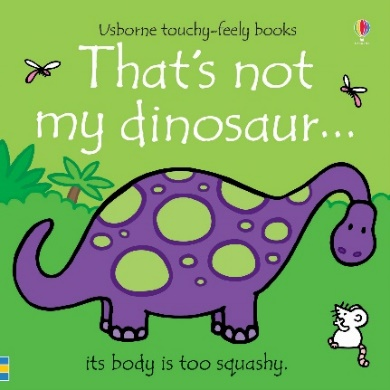 Usborne touchy-feely books
That's not
my dinosaur...
its body is too squashy.